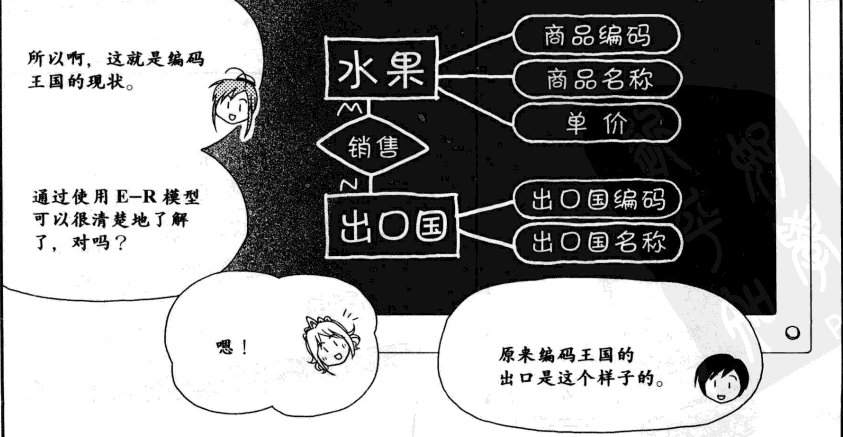 所以啊，这就是编码
王国的现状。
通过使用 E-R 模型
可以很清楚地了解
了，对吗？
水果
商品编码
商品名称
单价
M
销售
N
出口国
出口国编码
出口国名称
嗯！
原来编码王国的
出口是这个样子的。